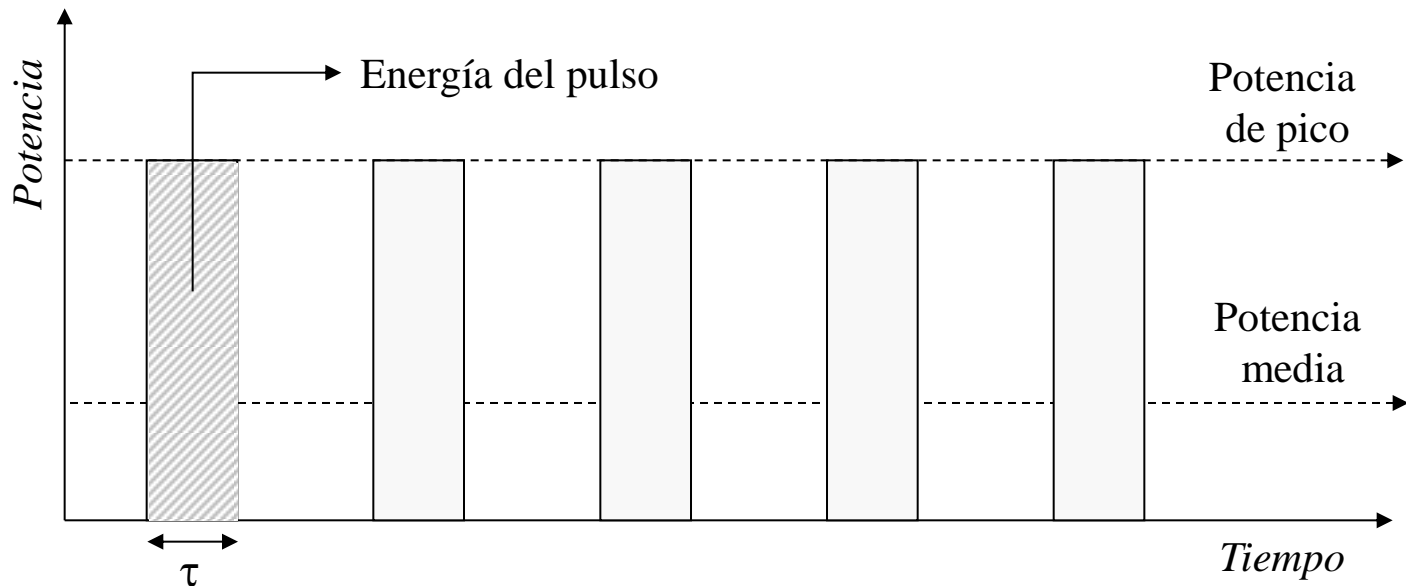 Potencia
Energía del pulso
Potencia
de pico
Potencia
media
τ
Tiempo